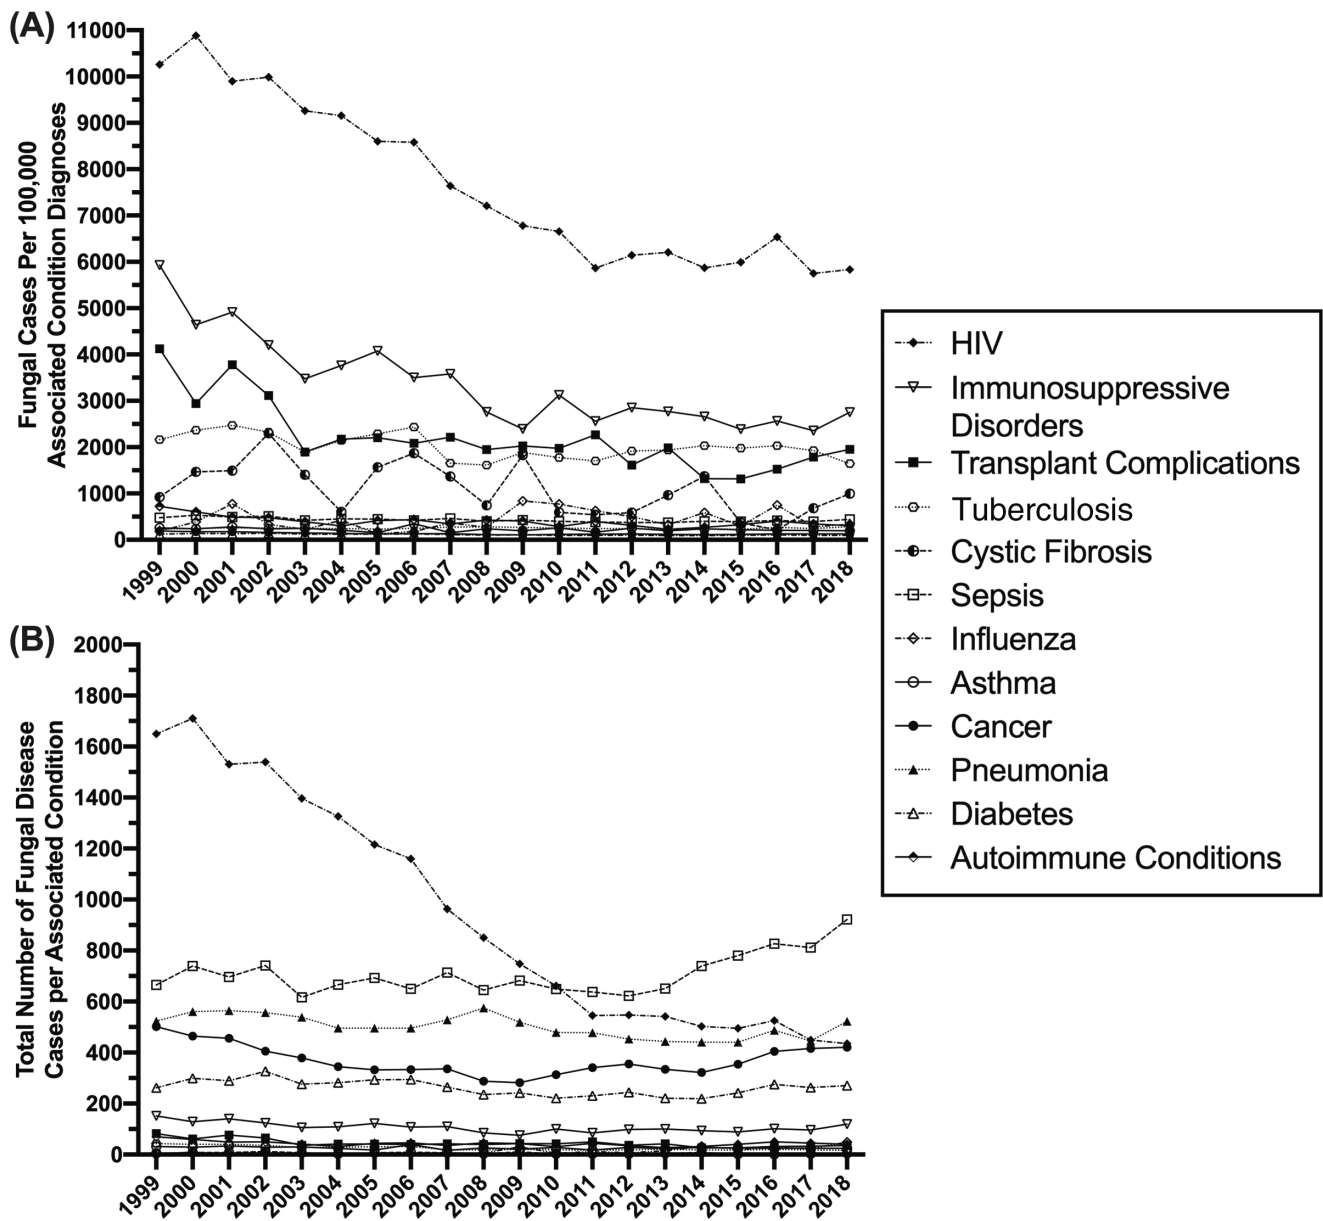 (A)
Fungal Cases Per 100,000
Associated Condition Diagnoses
11000
10000
9000
8000
7000
6000
5000
4000
3000
2000
1000
0
1999 2000 2001 2002 2003 2004 2005 2006 2007 2008 2009 2010 2011 2012 2013 2014 2015 2016 2017 2018
HIV
Immunosuppressive
Disorders
Transplant Complications
Tuberculosis
Cystic Fibrosis
Sepsis
Influenza
Asthma
Cancer
Pneumonia
Diabetes
Autoimmune Conditions
(B)
Total Number of Fungal Disease
Cases per Associated Condition
2000
1800
1600
1400
1200
1000
800
600
400
200
0
1999 2000 2001 2002 2003 2004 2005 2006 2007 2008 2009 2010 2011 2012 2013 2014 2015 2016 2017 2018